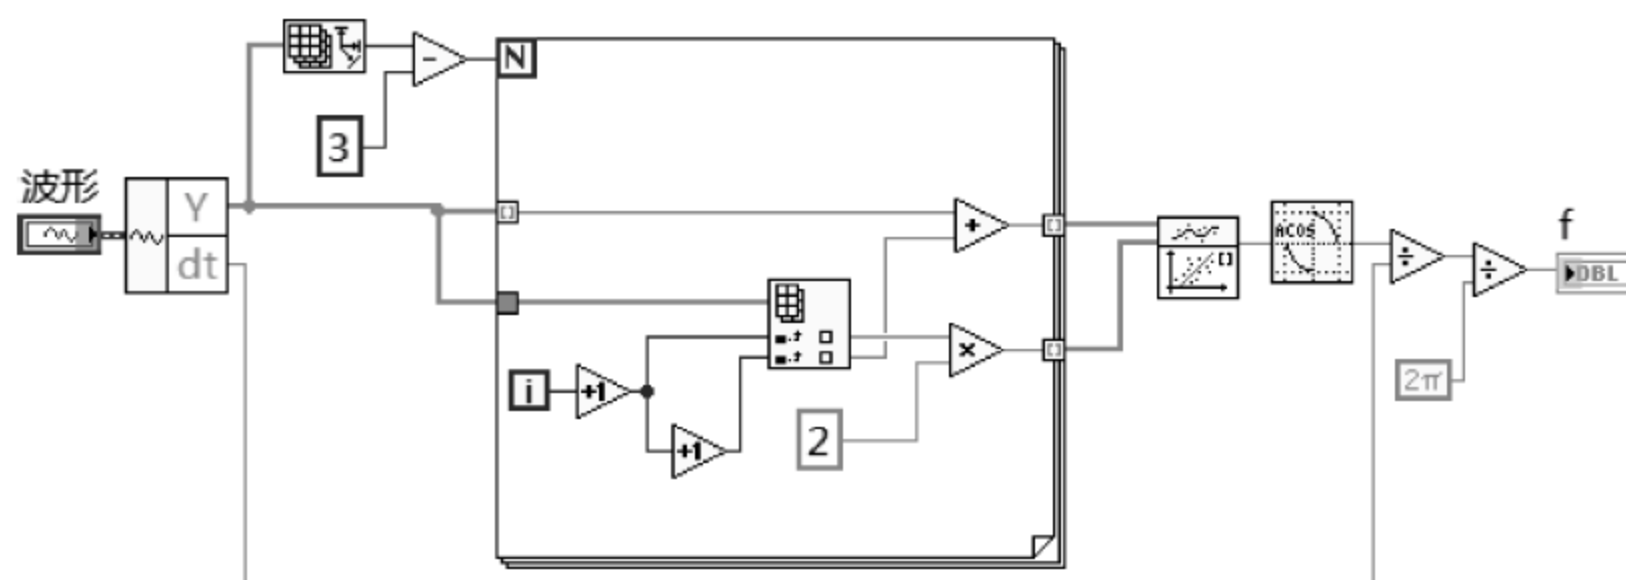 N
3
波形
Y
dt
[]
+
[]
ACOS
÷
÷
f
DBL
[]
i
+1
×
[]
2π
+1
2